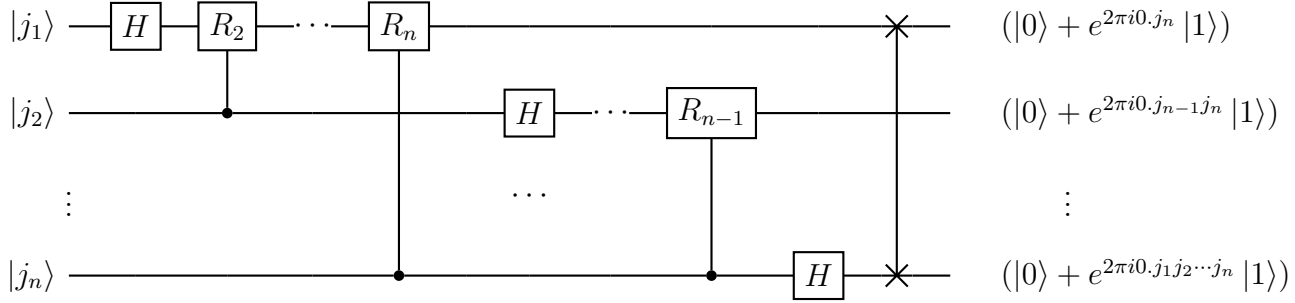 |j₁⟩ H R₂ ⋯ Rₙ (|0⟩ + e^{2πi0.jₙ} |1⟩)
|j₂⟩ H ⋯ Rₙ₋₁ (|0⟩ + e^{2πi0.jₙ₋₁jₙ} |1⟩)
⋮ ⋯ ⋮
|jₙ⟩ H (|0⟩ + e^{2πi0.j₁j₂⋯jₙ} |1⟩)